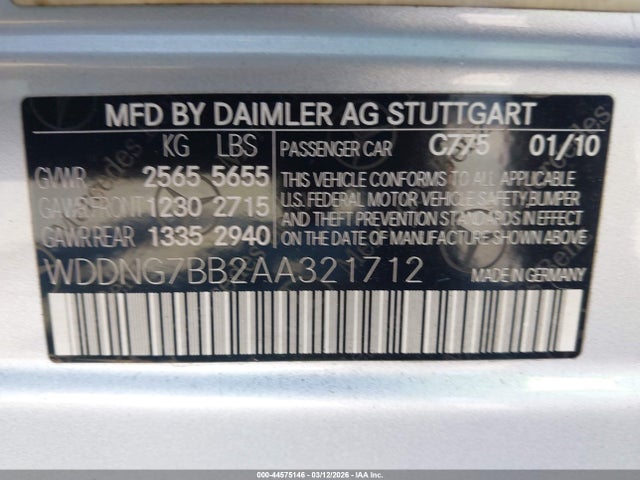 MFD BY DAIMLER AG STUTTGART
KG LBS PASSENGER CAR C775 01/10
GVWR 2565 5655
GAWR FRONT 1230 2715
GAWR REAR 1335 2940
THIS VEHICLE CONFORMS TO ALL APPLICABLE
U.S. FEDERAL MOTOR VEHICLE SAFETY,BUMPER,
AND THEFT PREVENTION STANDARDS IN EFFECT
ON THE DATE OF MANUFACTURE SHOWN ABOVE.
WDDNG7BB2AA321712 MADE IN GERMANY
000-44575146 - 03/12/2026 - IAAI.CA